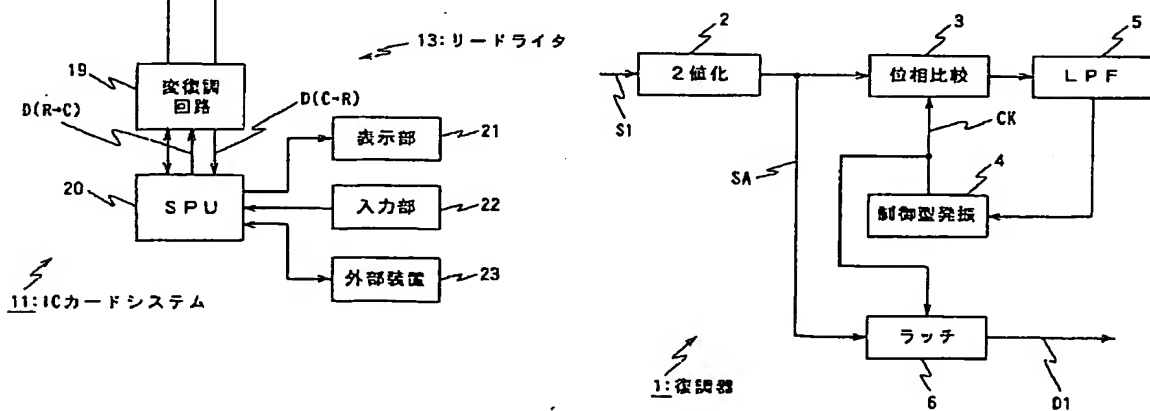 13:リードライタ
19
変復調
回路
D(R→C)
D(C→R)
表示部
21
20
SPU
入力部
22
外部装置
23
11:ICカードシステム
2
2値化
S1
3
位相比較
5
LPF
CK
SA
4
制御型発振
ラッチ
6
D1
1:復調器